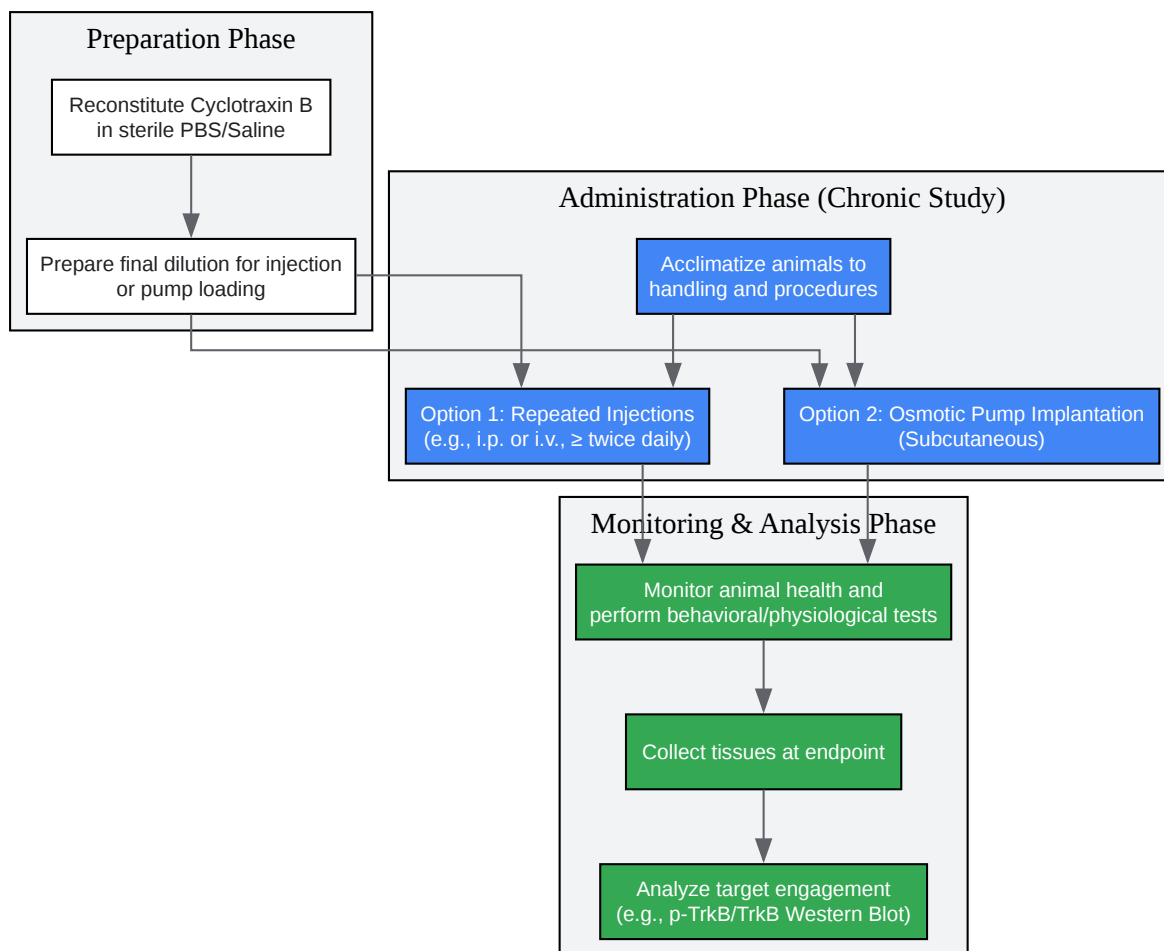 Preparation Phase
Reconstitute Cyclotraxin B
in sterile PBS/Saline
Prepare final dilution for injection
or pump loading
Administration Phase (Chronic Study)
Acclimatize animals to
handling and procedures
Option 1: Repeated Injections
(e.g., i.p. or i.v., ≥ twice daily)
Option 2: Osmotic Pump Implantation
(Subcutaneous)
Monitoring & Analysis Phase
Monitor animal health and
perform behavioral/physiological tests
Collect tissues at endpoint
Analyze target engagement
(e.g., p-TrkB/TrkB Western Blot)